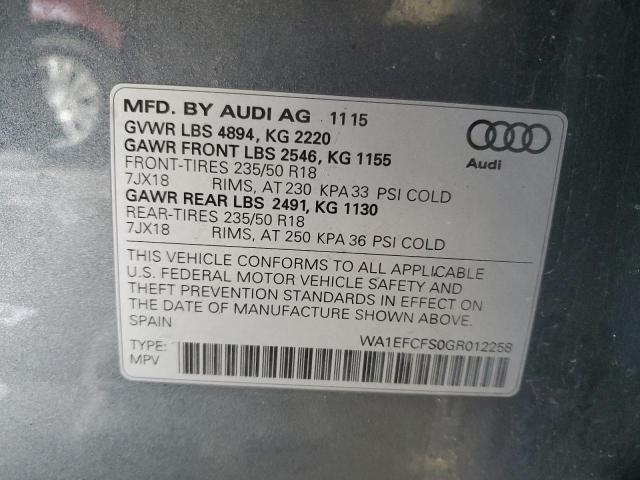 MFD. BY AUDI AG 11 15
GVWR LBS 4894, KG 2220
GAWR FRONT LBS 2546, KG 1155
FRONT-TIRES 235/50 R18
7JX18 RIMS, AT 230 KPA 33 PSI COLD
GAWR REAR LBS 2491, KG 1130
REAR-TIRES 235/50 R18
7JX18 RIMS, AT 250 KPA 36 PSI COLD
Audi
THIS VEHICLE CONFORMS TO ALL APPLICABLE
U.S. FEDERAL MOTOR VEHICLE SAFETY AND
THEFT PREVENTION STANDARDS IN EFFECT ON
THE DATE OF MANUFACTURE SHOWN ABOVE.
SPAIN
WA1EFCFS0GR012258
TYPE:
MPV